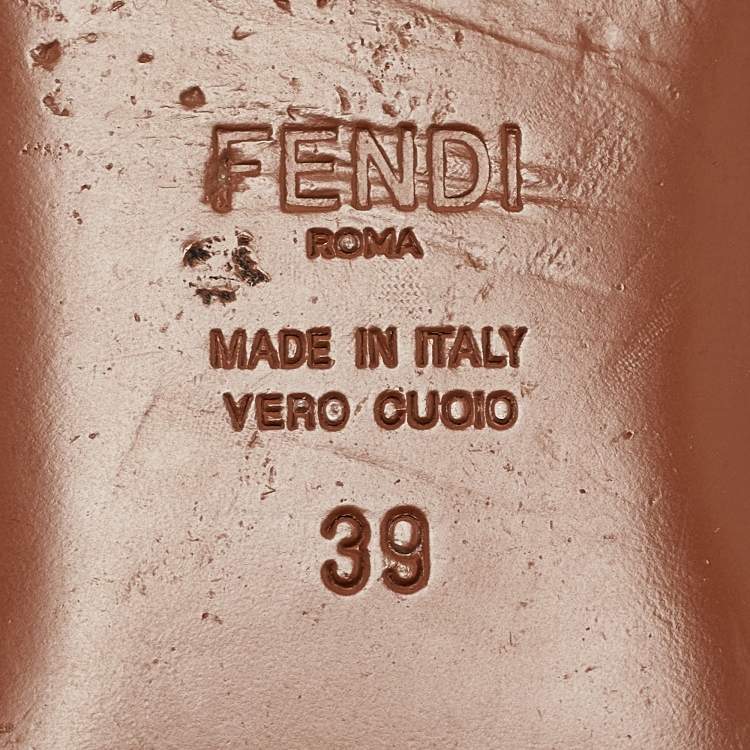 FENDI
ROMA
MADE IN ITALY
VERO CUOIO
39